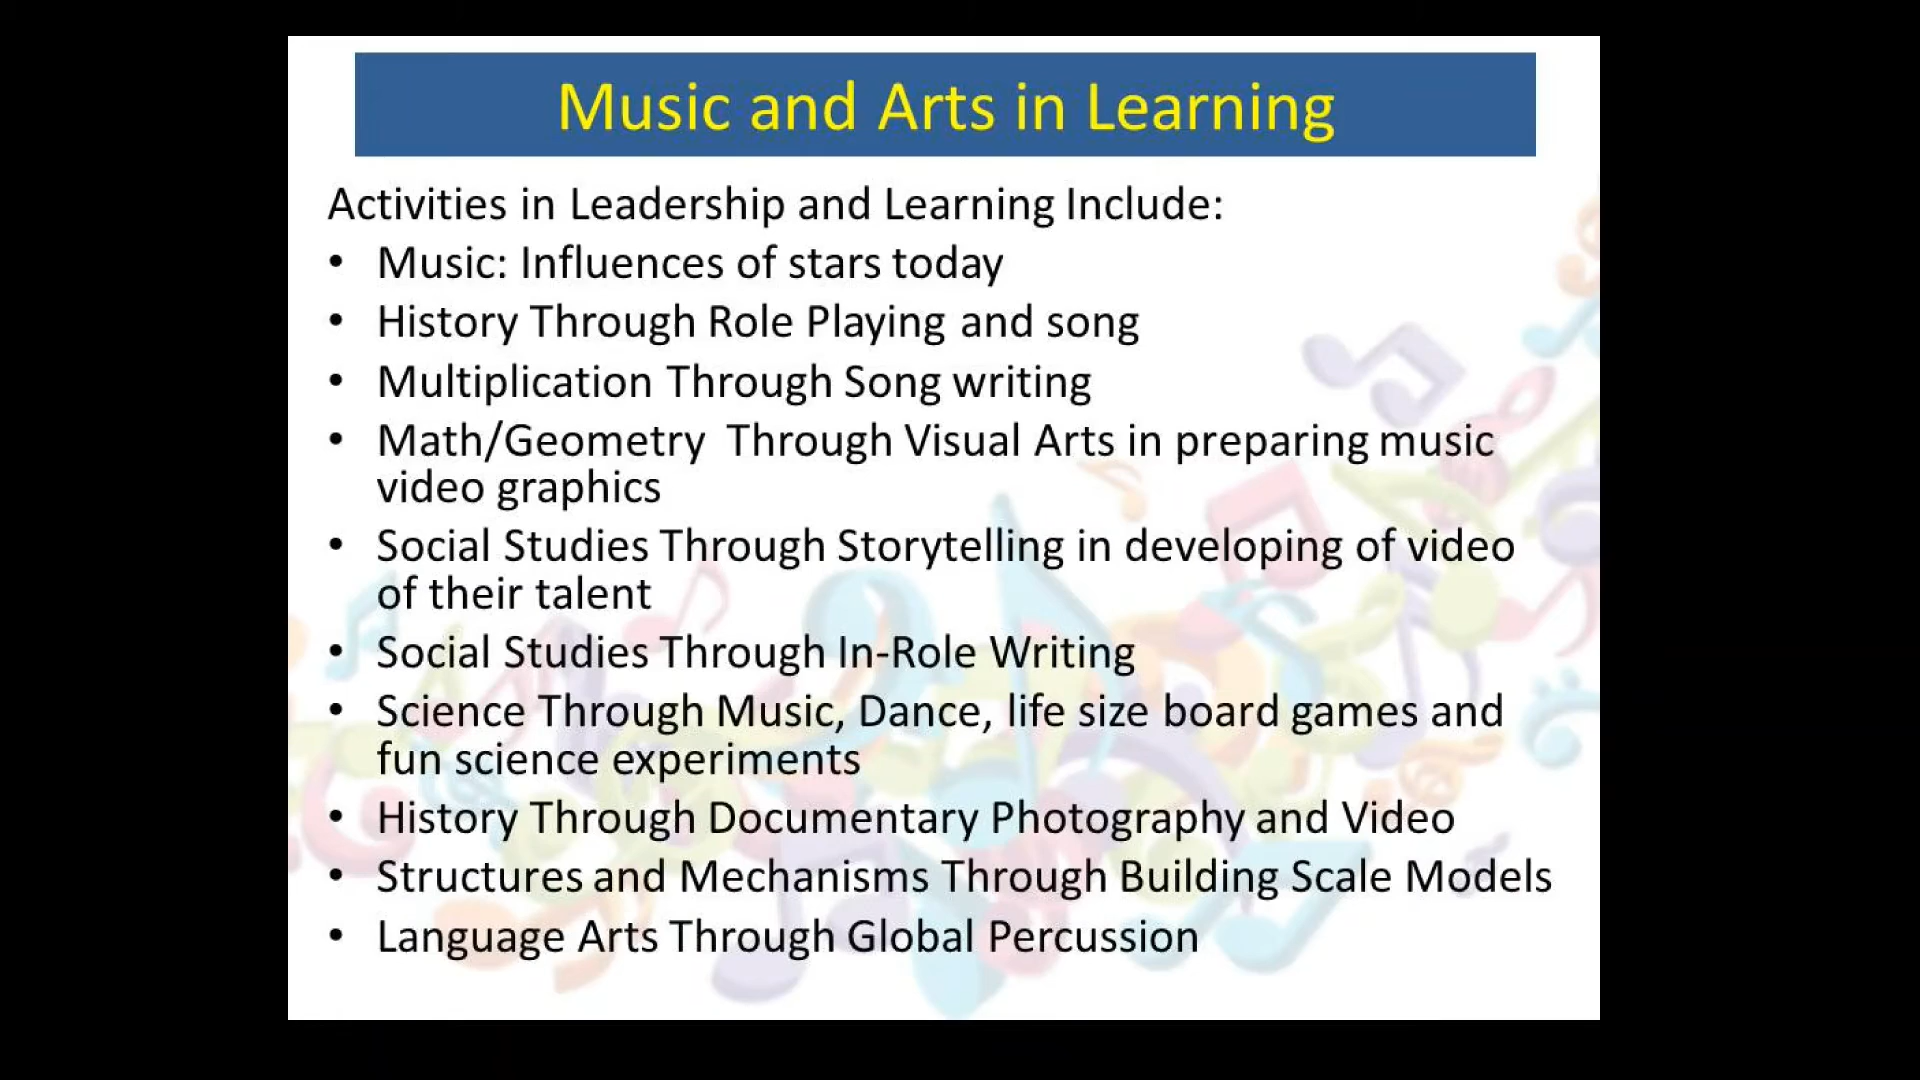 Music and Arts in Learning
Activities in Leadership and Learning Include:
• Music: Influences of stars today
• History Through Role Playing and song
• Multiplication Through Song writing
• Math/Geometry  Through Visual Arts in preparing music
video graphics
• Social Studies Through Storytelling in developing of video
of their talent
• Social Studies Through In-Role Writing
• Science Through Music, Dance, life size board games and
fun science experiments
• History Through Documentary Photography and Video
• Structures and Mechanisms Through Building Scale Models
• Language Arts Through Global Percussion